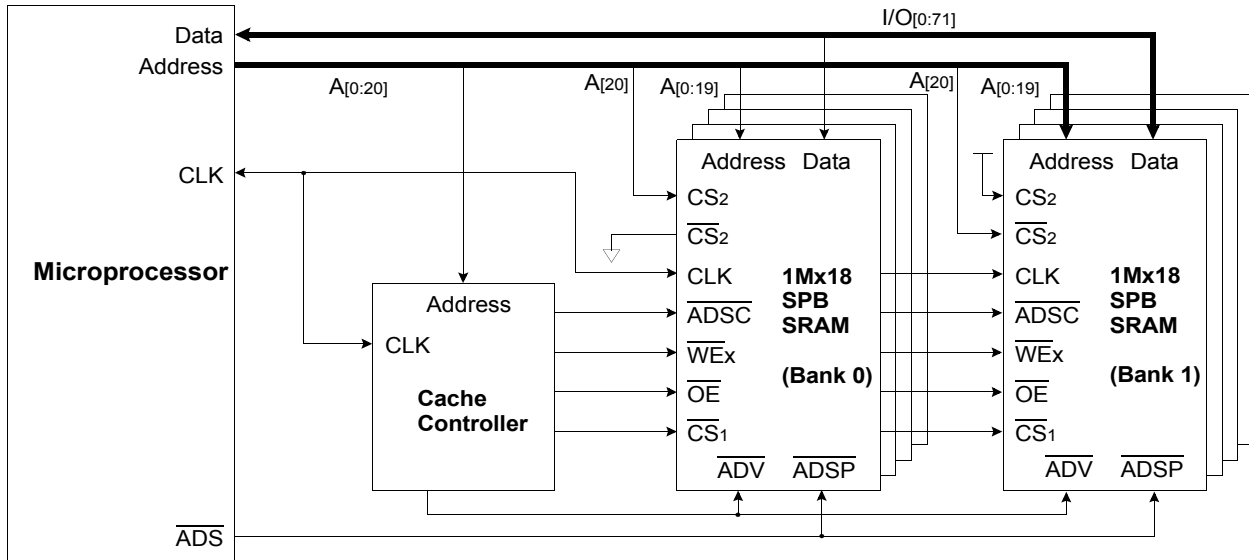 I/O[0:71]
Data
Address
A[0:20]
A[20]
A[0:19]
A[20]
A[0:19]
Address Data
Address Data
CLK
CS2
CS2
Microprocessor
CS2
CS2
CLK
1Mx18
SPB
SRAM
CLK
1Mx18
SPB
SRAM
Address
ADSC
ADSC
CLK
WEx
(Bank 0)
WEx
(Bank 1)
Cache
Controller
OE
OE
CS1
CS1
ADV ADSP
ADV ADSP
ADS